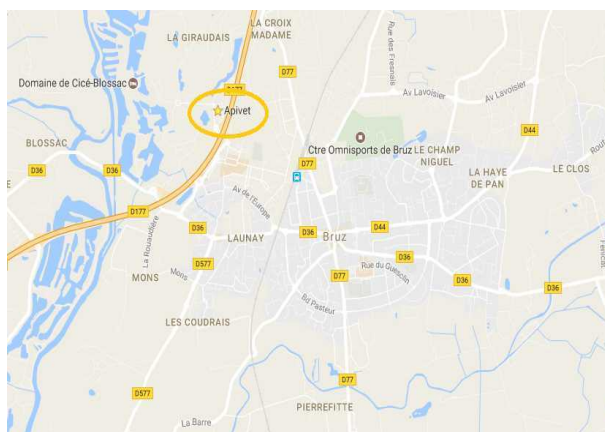 LA CROIX
MADAME
LA GIRAUDAIS
Rue des Fresnais
D77
Domaine de Cicé-Blossac
D177
Av Lavoisier
Av Lavoisier
Apivet
D44
BLOSSAC
Ctre Omnisports de Bruz
LE CHAMP
NIGUEL
D36
D36
D77
LA HAYE
DE PAN
LE CLOS
Av de l'Europe
D177
La Rouaudière
D36
LAUNAY
D36
Bruz
D44
D36
D577
MONS
Mons
D77
Rue du Guesclin
D36
D36
Bd Pasteur
LES COUDRAIS
D77
D577
PIERREFITTE
La Barre